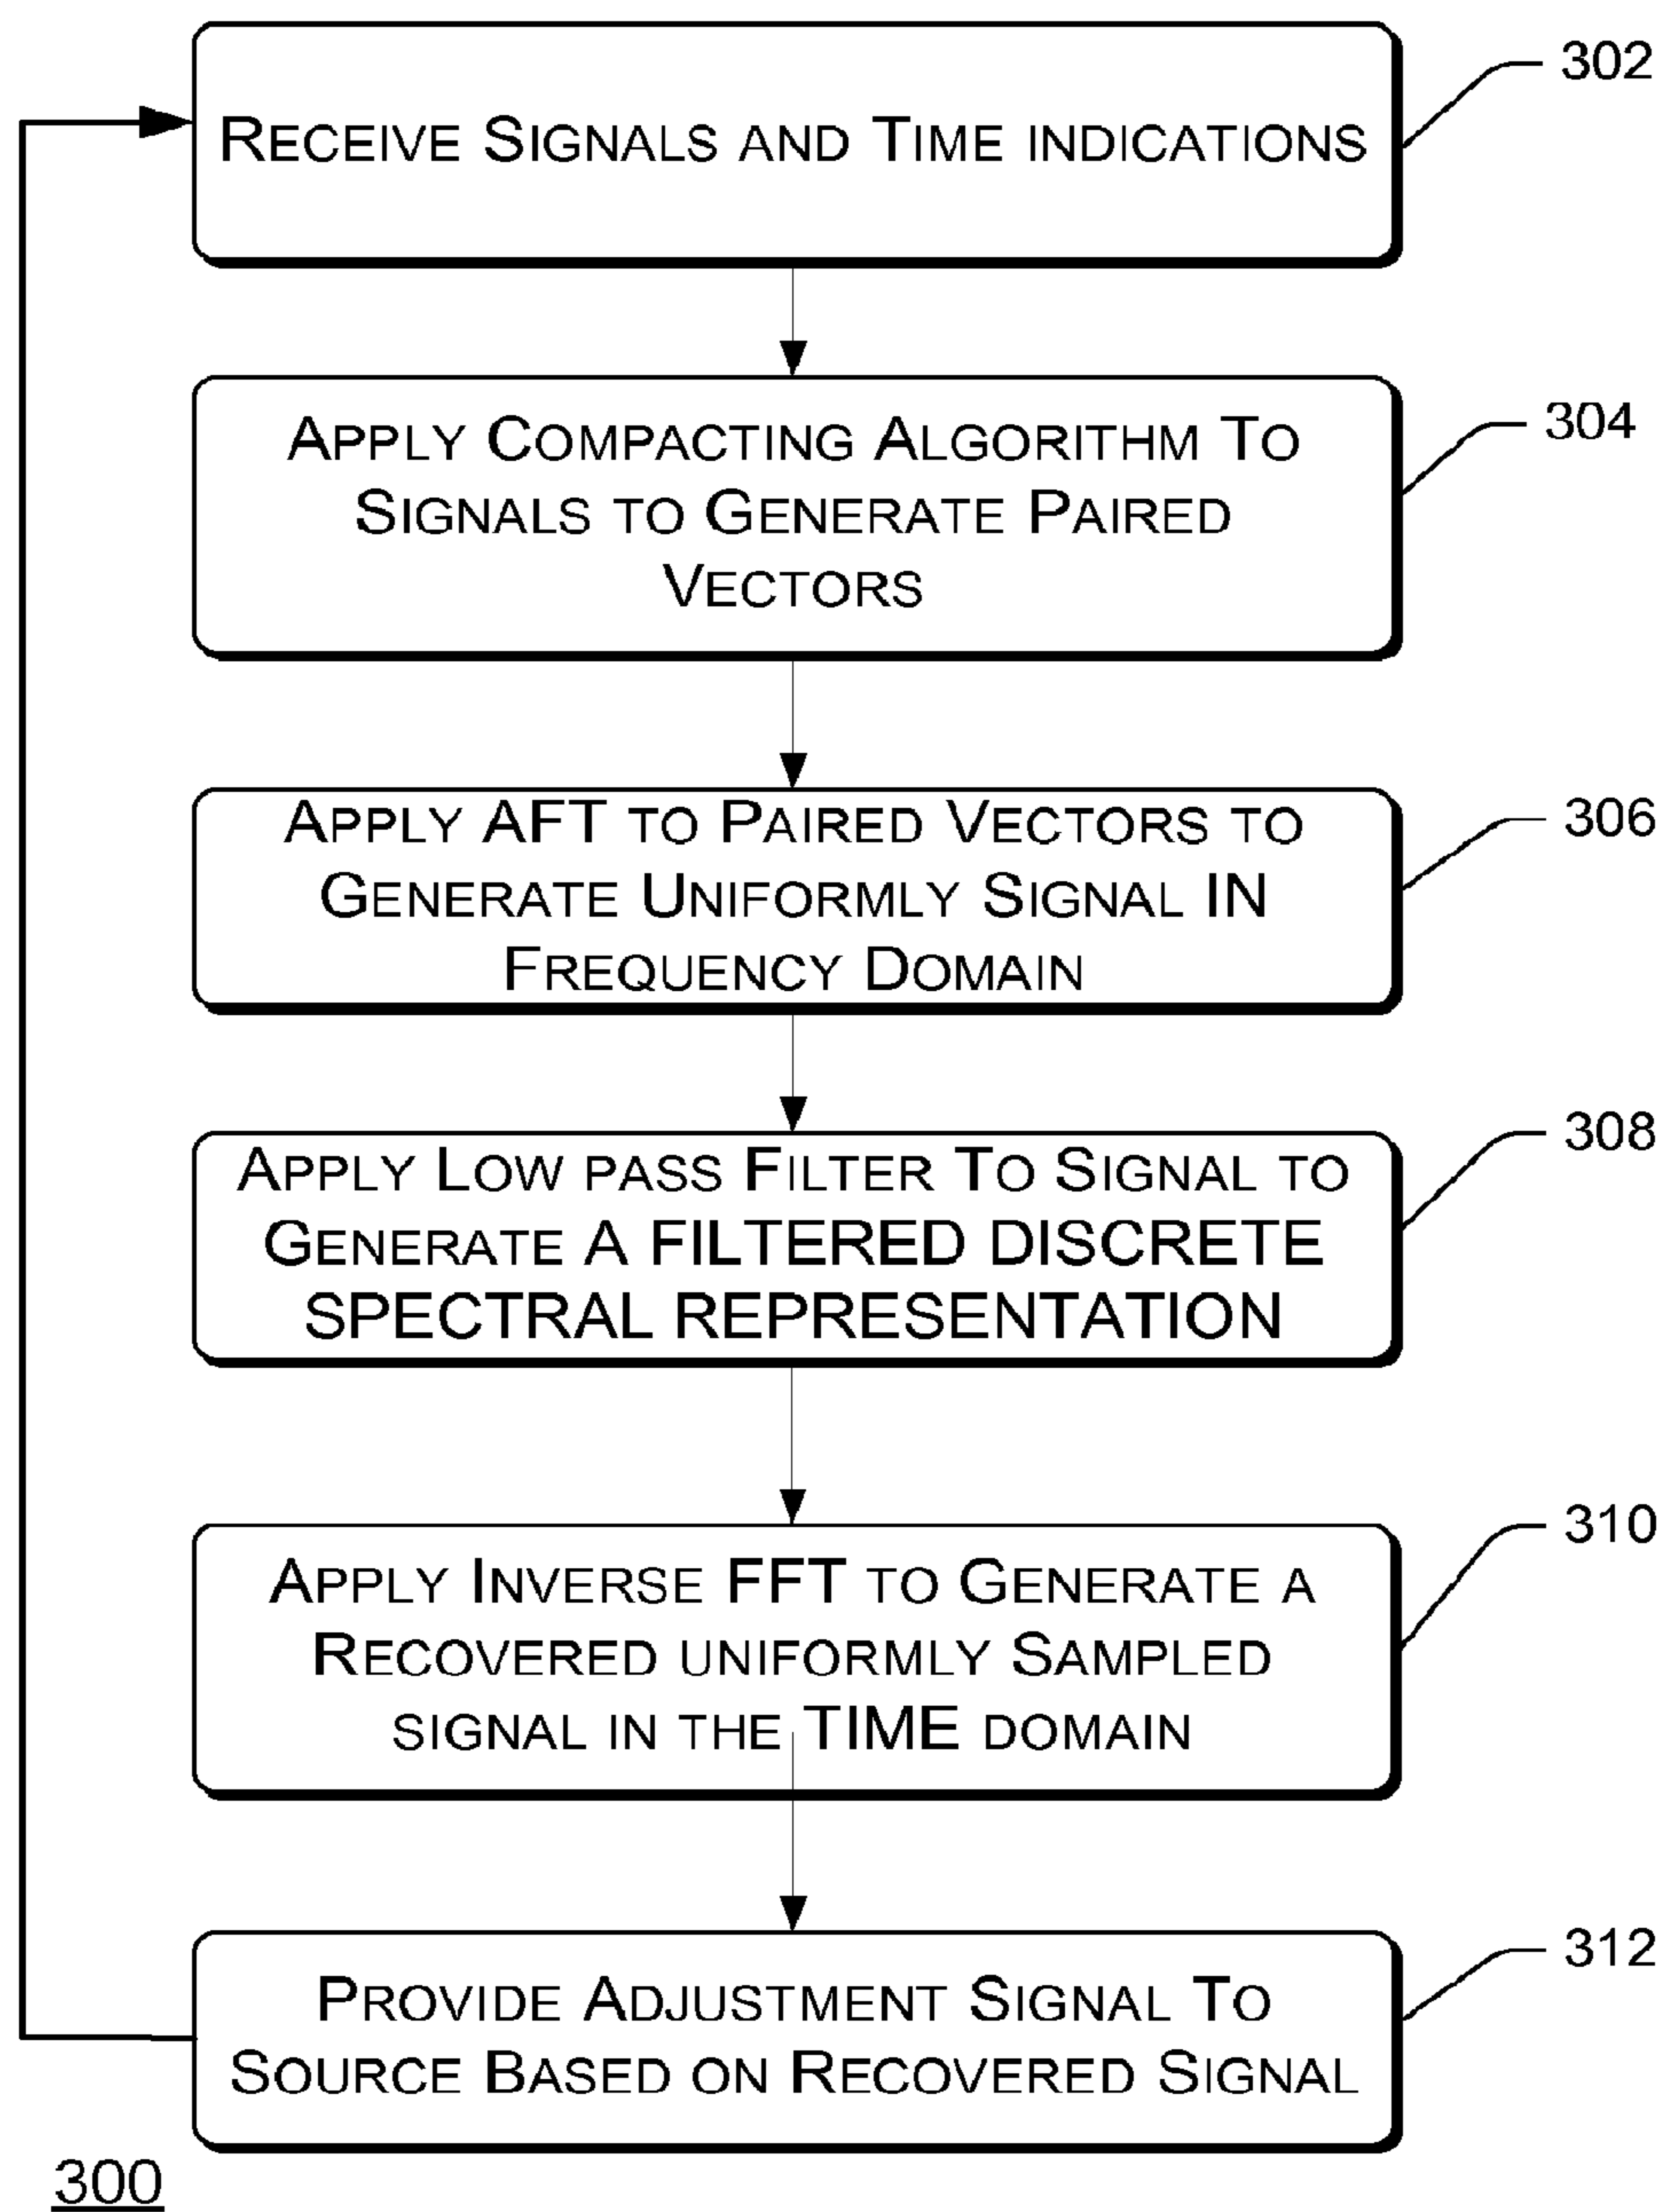 302
RECEIVE SIGNALS AND TIME INDICATIONS
304
APPLY COMPACTING ALGORITHM TO
SIGNALS TO GENERATE PAIRED
VECTORS
306
APPLY AFT TO PAIRED VECTORS TO
GENERATE UNIFORMLY SIGNAL IN
FREQUENCY DOMAIN
308
APPLY LOW PASS FILTER TO SIGNAL TO
GENERATE A FILTERED DISCRETE
SPECTRAL REPRESENTATION
310
APPLY INVERSE FFT TO GENERATE A
RECOVERED UNIFORMLY SAMPLED
SIGNAL IN THE TIME DOMAIN
312
PROVIDE ADJUSTMENT SIGNAL TO
SOURCE BASED ON RECOVERED SIGNAL
300